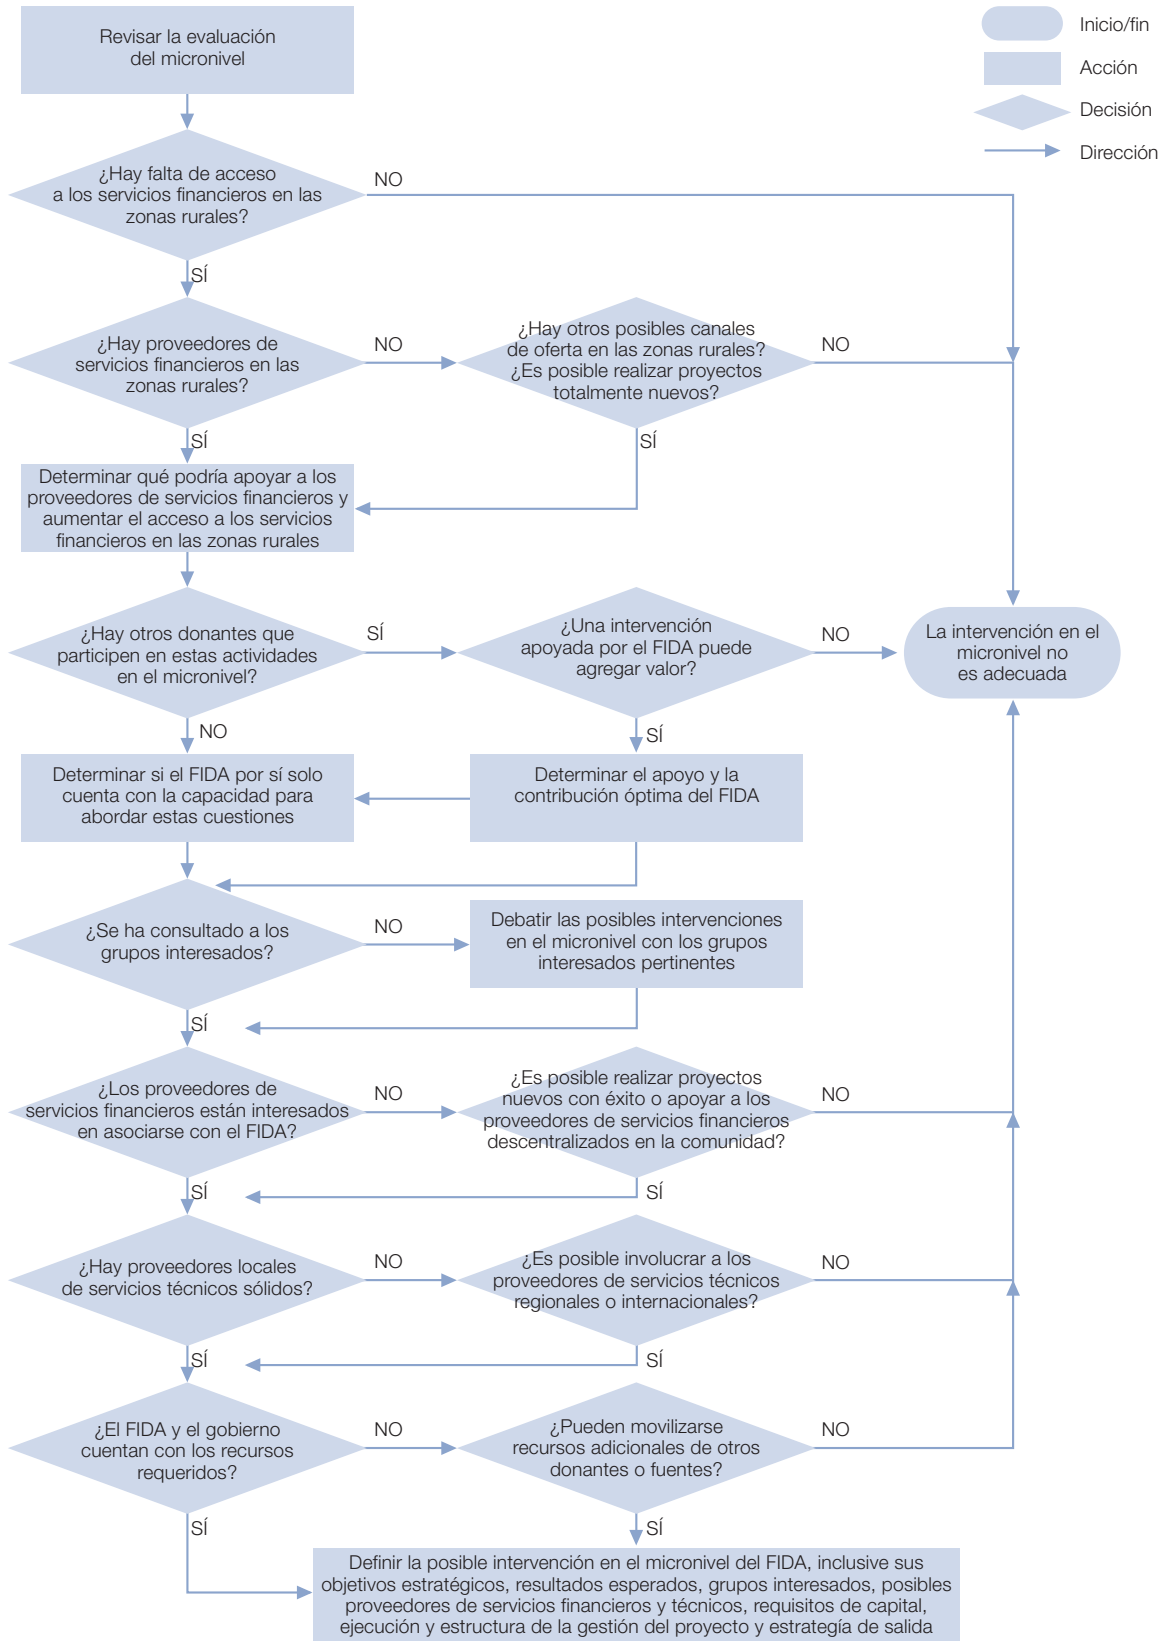 Revisar la evaluación
del micronivel
Inicio/fin
Acción
Decisión
Dirección
¿Hay falta de acceso
a los servicios financieros en las
zonas rurales?
NO
SÍ
¿Hay proveedores de
servicios financieros en las
zonas rurales?
NO
¿Hay otros posibles canales
de oferta en las zonas rurales?
¿Es posible realizar proyectos
totalmente nuevos?
NO
SÍ
SÍ
Determinar qué podría apoyar a los
proveedores de servicios financieros y
aumentar el acceso a los servicios
financieros en las zonas rurales
¿Hay otros donantes que
participen en estas actividades
en el micronivel?
SÍ
¿Una intervención
apoyada por el FIDA puede
agregar valor?
NO
La intervención en el
micronivel no
es adecuada
NO
SÍ
Determinar si el FIDA por sí solo
cuenta con la capacidad para
abordar estas cuestiones
Determinar el apoyo y la
contribución óptima del FIDA
¿Se ha consultado a los
grupos interesados?
NO
Debatir las posibles intervenciones
en el micronivel con los grupos
interesados pertinentes
SÍ
¿Los proveedores de
servicios financieros están interesados
en asociarse con el FIDA?
NO
¿Es posible realizar proyectos
nuevos con éxito o apoyar a los
proveedores de servicios financieros
descentralizados en la comunidad?
NO
SÍ
SÍ
¿Hay proveedores locales
de servicios técnicos sólidos?
NO
¿Es posible involucrar a los
proveedores de servicios técnicos
regionales o internacionales?
NO
SÍ
SÍ
¿El FIDA y el gobierno
cuentan con los recursos
requeridos?
NO
¿Pueden movilizarse
recursos adicionales de otros
donantes o fuentes?
NO
SÍ
SÍ
Definir la posible intervención en el micronivel del FIDA, inclusive sus
objetivos estratégicos, resultados esperados, grupos interesados, posibles
proveedores de servicios financieros y técnicos, requisitos de capital,
ejecución y estructura de la gestión del proyecto y estrategía de salida